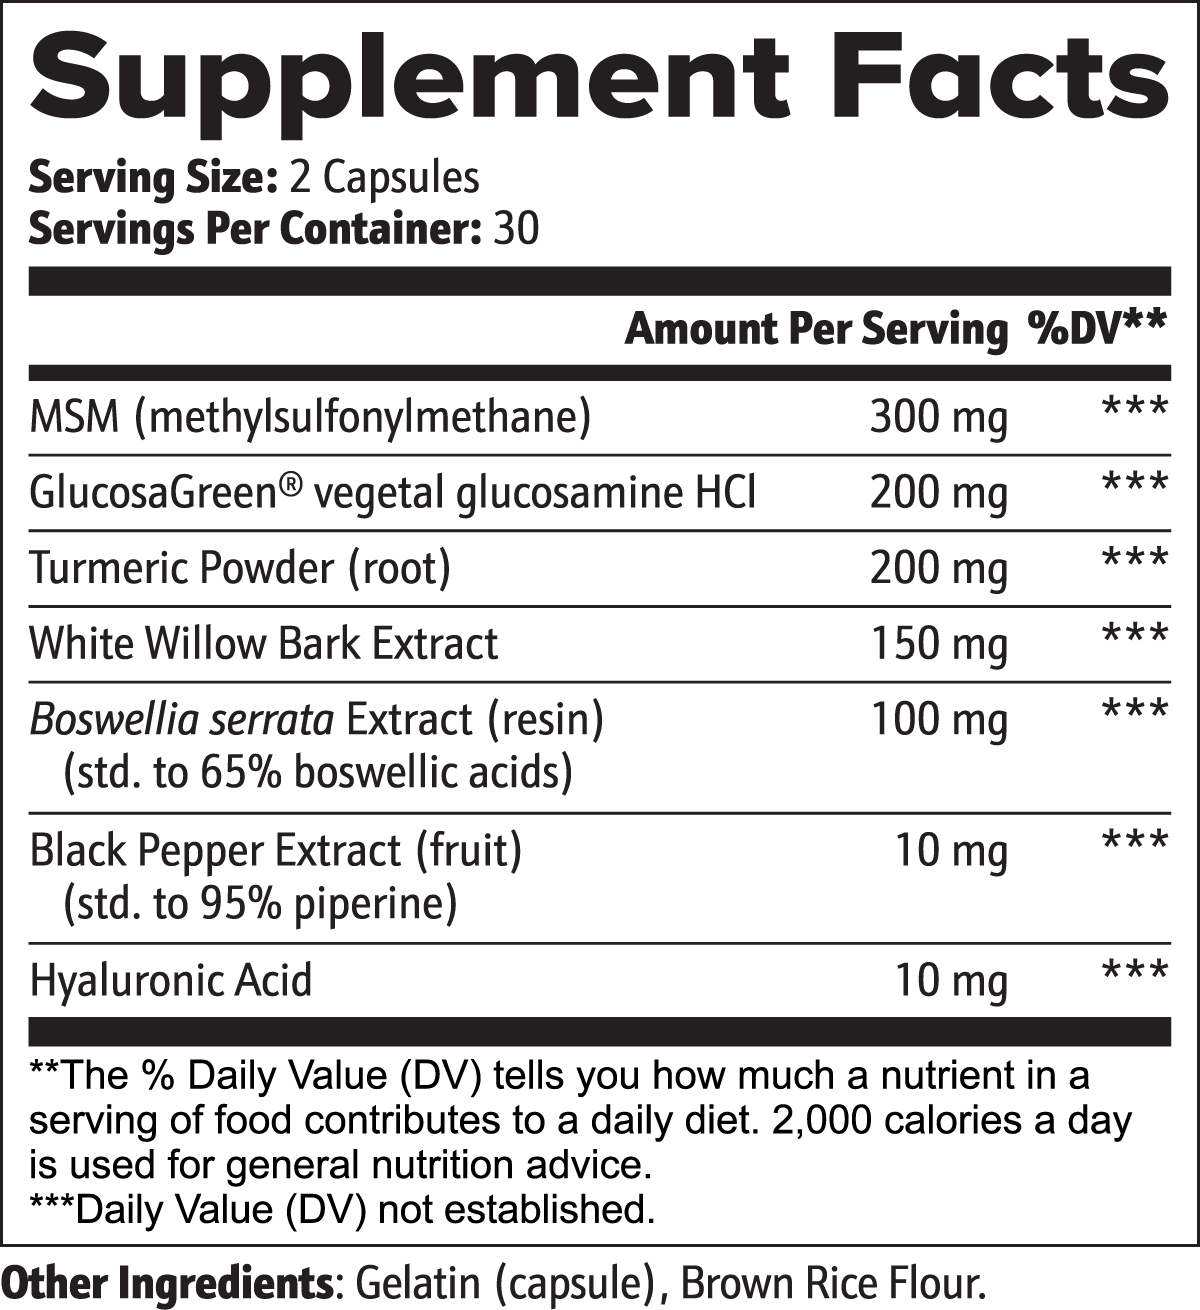 Supplement Facts
Serving Size: 2 Capsules
Servings Per Container: 30
Amount Per Serving %DV**
MSM (methylsulfonylmethane) 300 mg ***
GlucosaGreen® vegetal glucosamine HCl 200 mg ***
Turmeric Powder (root) 200 mg ***
White Willow Bark Extract 150 mg ***
Boswellia serrata Extract (resin) 100 mg ***
(std. to 65% boswellic acids)
Black Pepper Extract (fruit) 10 mg ***
(std. to 95% piperine)
Hyaluronic Acid 10 mg ***
**The % Daily Value (DV) tells you how much a nutrient in a
serving of food contributes to a daily diet. 2,000 calories a day
is used for general nutrition advice.
***Daily Value (DV) not established.
Other Ingredients: Gelatin (capsule), Brown Rice Flour.